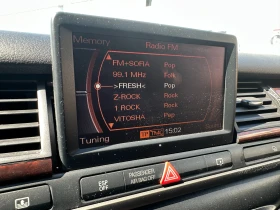 Memory
Radio FM
FM+SORA Pop
99.1 MHz Folk
>FRESH< Pop
Z-ROCK Rock
1 ROCK Rock
VITOSHA Pop
Tuning
15:02
ESP
OFF
PASSENGER
AIR BAG OFF